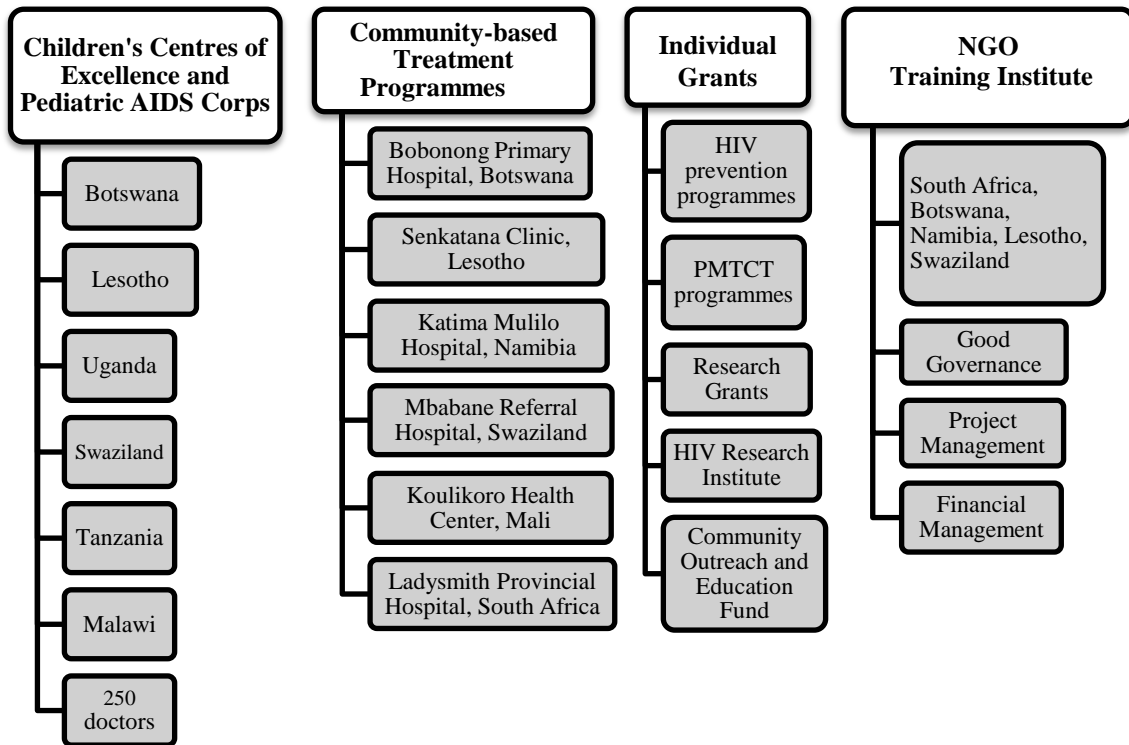 Children's Centres of
Excellence and
Pediatric AIDS Corps
Botswana
Lesotho
Uganda
Swaziland
Tanzania
Malawi
250
doctors
Community-based
Treatment
Programmes
Bobonong Primary
Hospital, Botswana
Senkatana Clinic,
Lesotho
Katima Mulilo
Hospital, Namibia
Mbabane Referral
Hospital, Swaziland
Koulikoro Health
Center, Mali
Ladysmith Provincial
Hospital, South Africa
Individual
Grants
HIV
prevention
programmes
PMTCT
programmes
Research
Grants
HIV Research
Institute
Community
Outreach and
Education
Fund
NGO
Training Institute
South Africa,
Botswana,
Namibia, Lesotho,
Swaziland
Good
Governance
Project
Management
Financial
Management